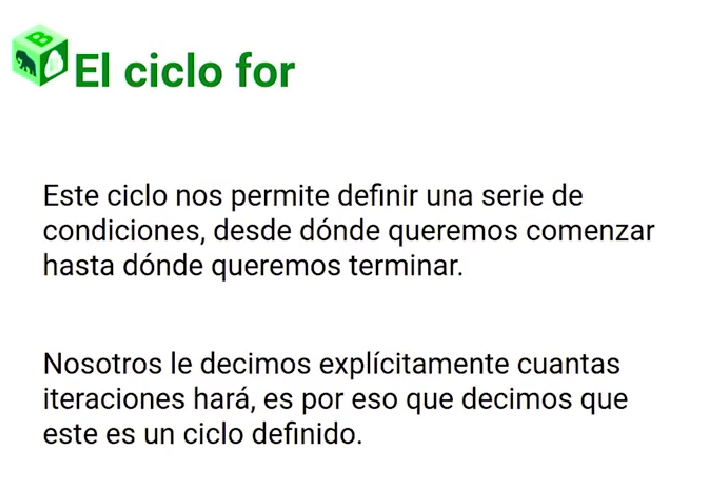 B
El ciclo for
Este ciclo nos permite definir una serie de
condiciones, desde dónde queremos comenzar
hasta dónde queremos terminar.
Nosotros le decimos explícitamente cuantas
iteraciones hará, es por eso que decimos que
este es un ciclo definido.